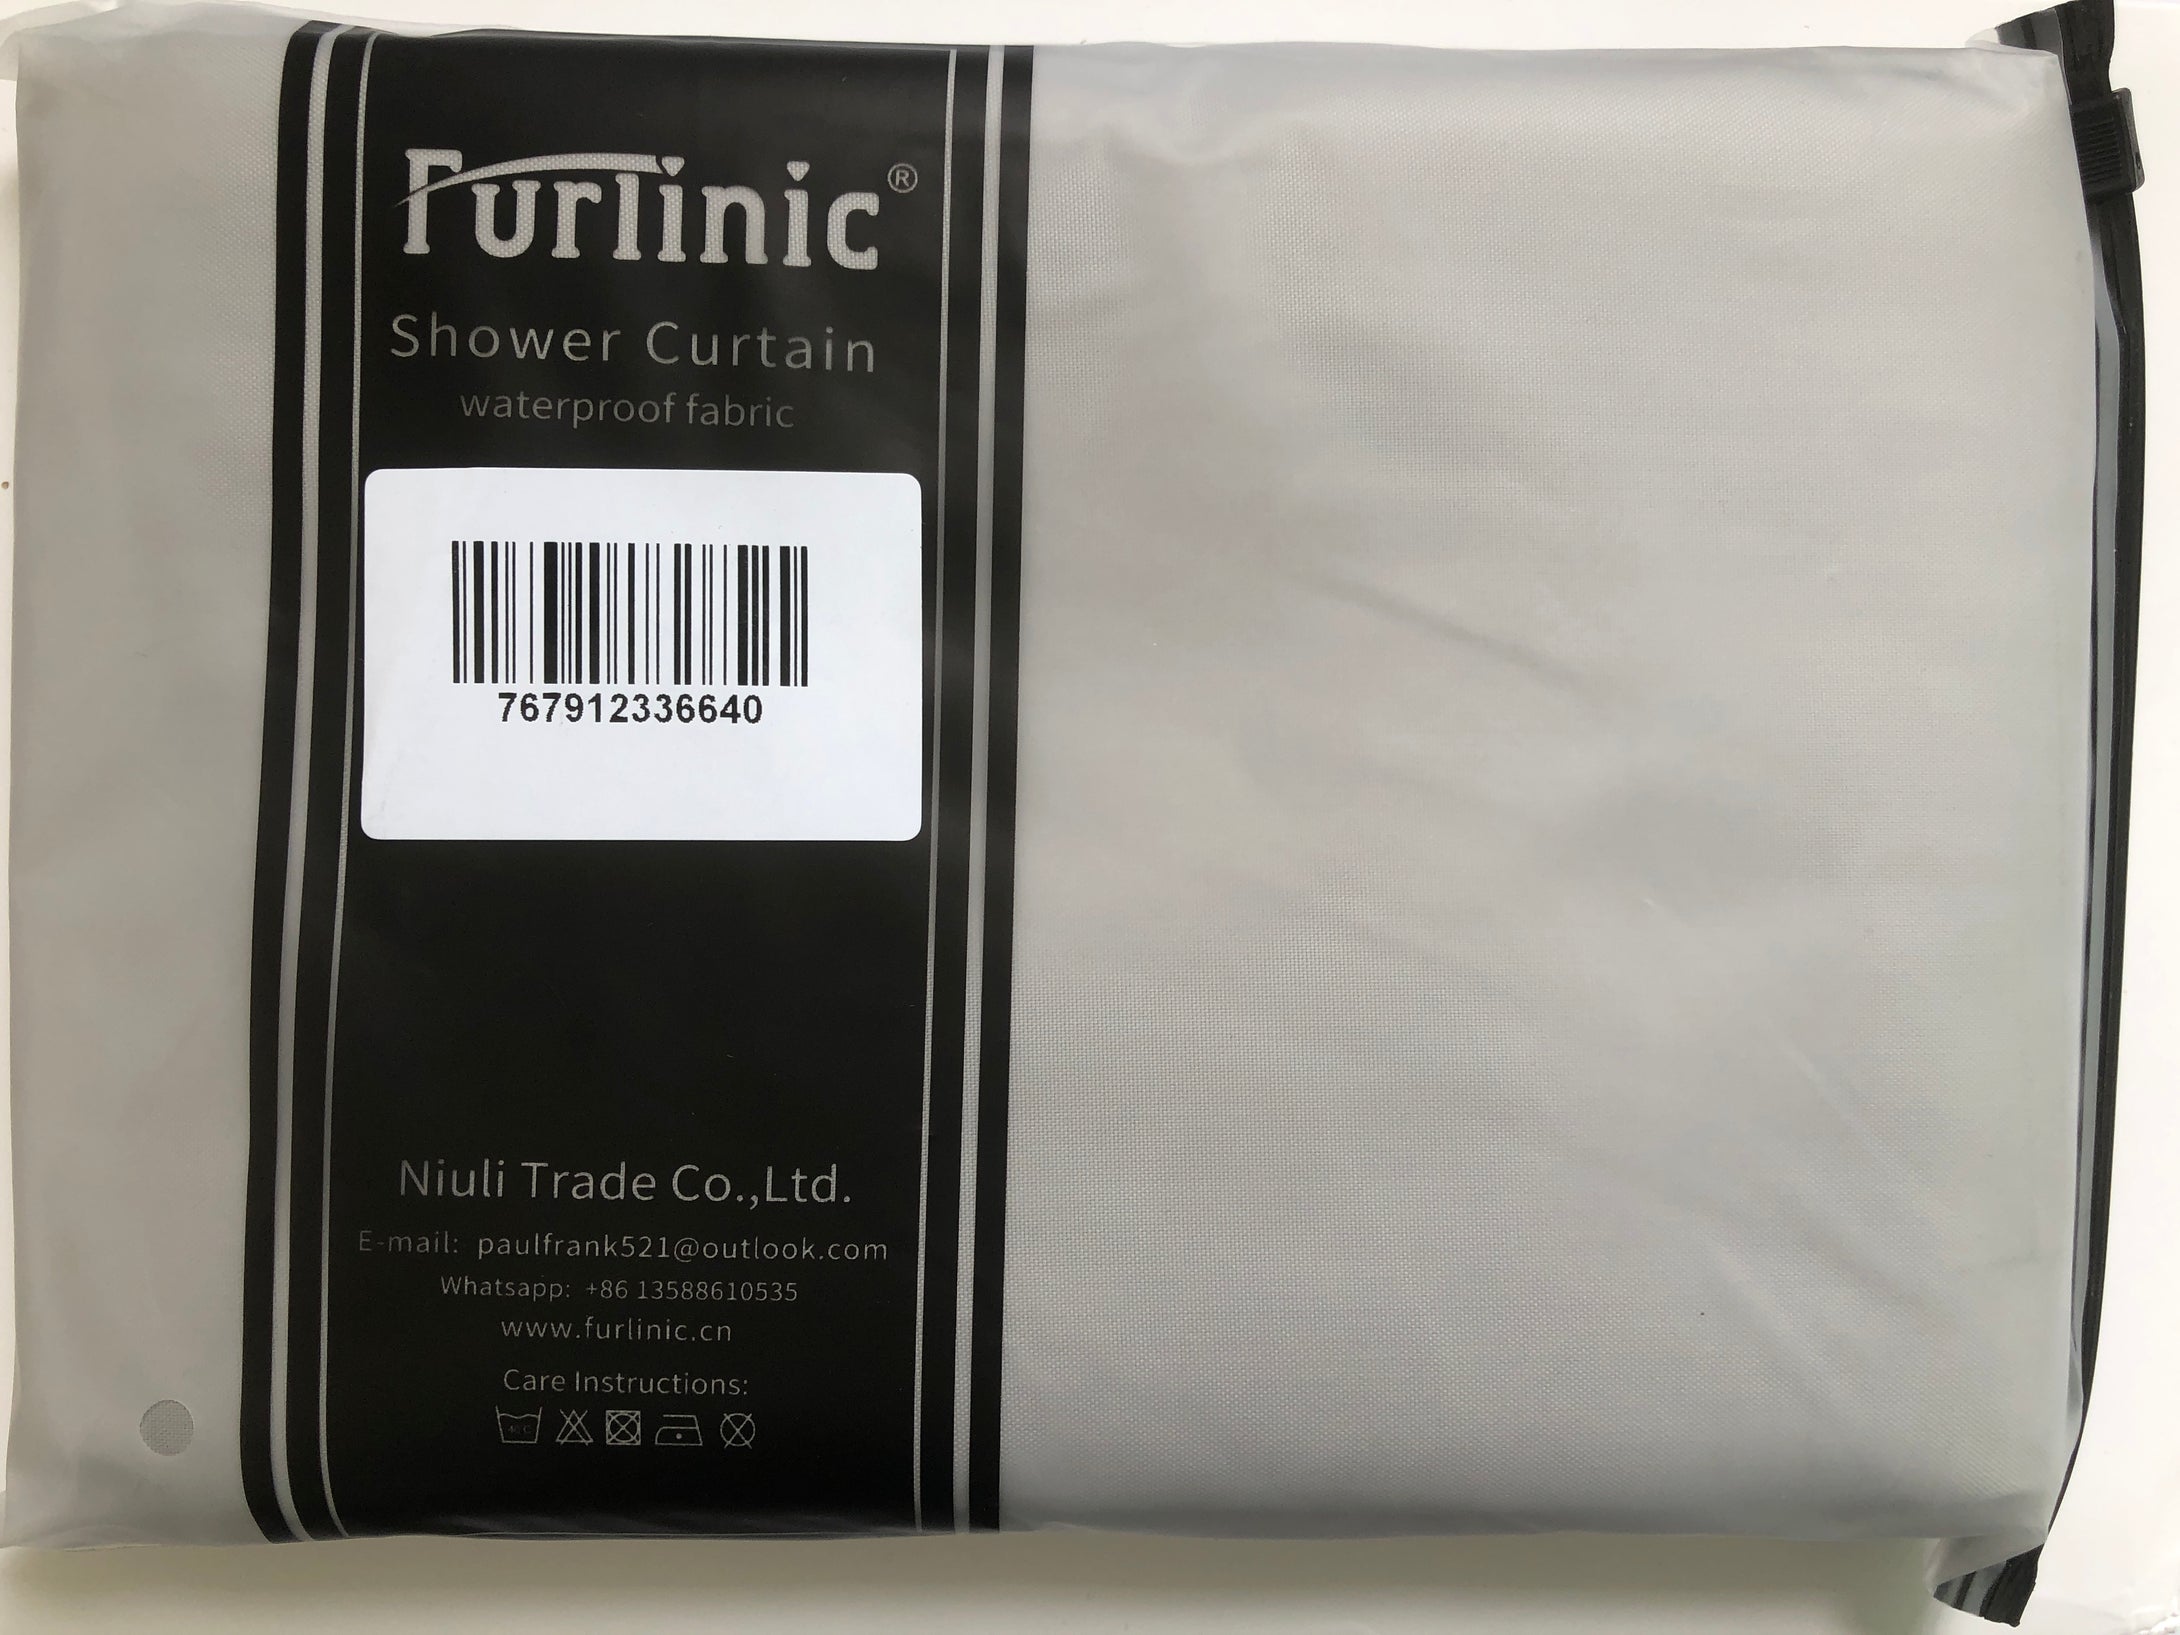 Furlinic®
Shower Curtain
waterproof fabric
767912336640
Niuli Trade Co.,Ltd.
E-mail: paulfrank521@outlook.com
Whatsapp: +86 13588610535
www.furlinic.cn
Care Instructions:
40°C